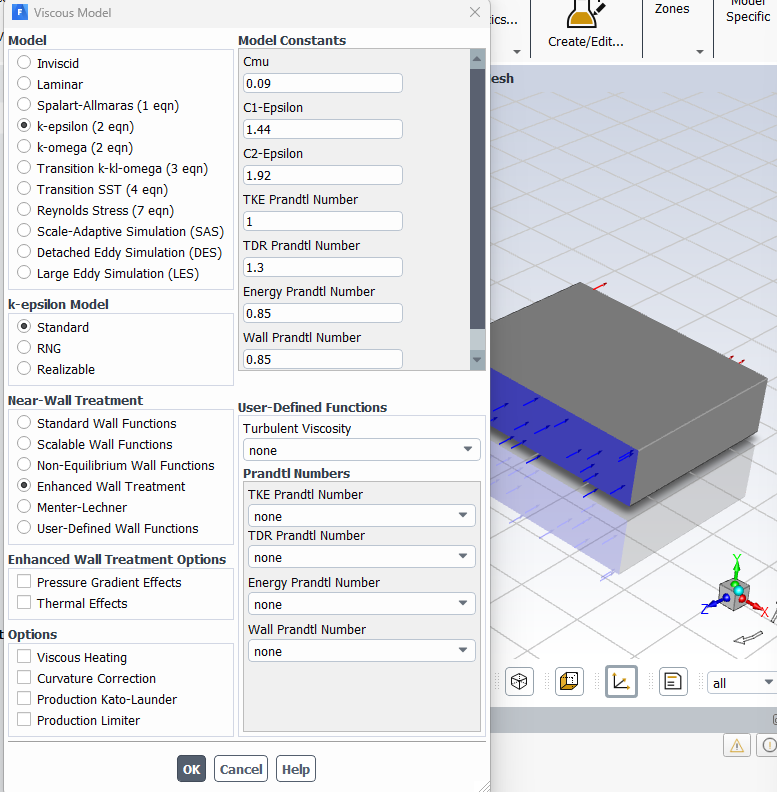 Viscous Model
Model
Inviscid
Laminar
Spalart-Allmaras (1 eqn)
k-epsilon (2 eqn)
k-omega (2 eqn)
Transition k-kl-omega (3 eqn)
Transition SST (4 eqn)
Reynolds Stress (7 eqn)
Scale-Adaptive Simulation (SAS)
Detached Eddy Simulation (DES)
Large Eddy Simulation (LES)
k-epsilon Model
Standard
RNG
Realizable
Near-Wall Treatment
Standard Wall Functions
Scalable Wall Functions
Non-Equilibrium Wall Functions
Enhanced Wall Treatment
Menter-Lechner
User-Defined Wall Functions
Enhanced Wall Treatment Options
Pressure Gradient Effects
Thermal Effects
Options
Viscous Heating
Curvature Correction
Production Kato-Launder
Production Limiter
Model Constants
Cmu
0.09
C1-Epsilon
1.44
C2-Epsilon
1.92
TKE Prandtl Number
1
TDR Prandtl Number
1.3
Energy Prandtl Number
0.85
Wall Prandtl Number
0.85
User-Defined Functions
Turbulent Viscosity
none
Prandtl Numbers
TKE Prandtl Number
none
TDR Prandtl Number
none
Energy Prandtl Number
none
Wall Prandtl Number
none
OK
Cancel
Help
tics...
Create/Edit...
Zones
Model
Specific
esh
Y
Z
X
all